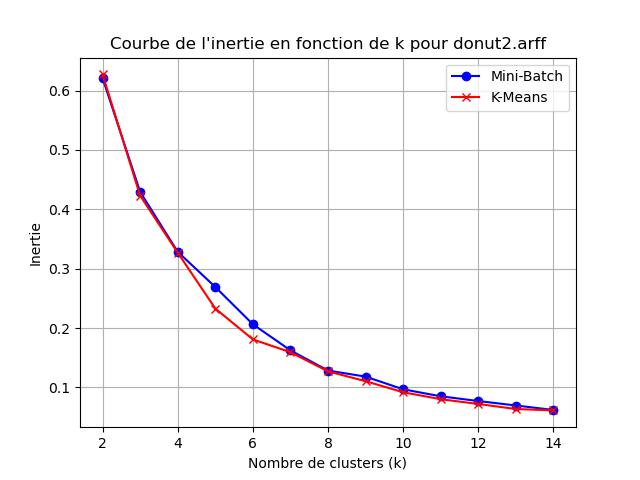 Courbe de l'inertie en fonction de k pour donut2.arff
Mini-Batch
K-Means
Inertie
0.6
0.5
0.4
0.3
0.2
0.1
2 4 6 8 10 12 14
Nombre de clusters (k)